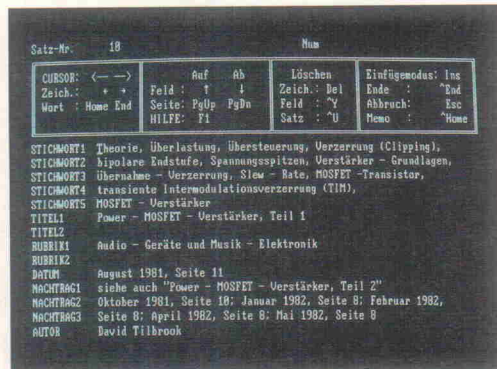 Satz-Nr. 10 Num
CURSOR: <-- --> Auf Ab Löschen Einfügemodus: Ins
Zeich.: ← → Feld : ↑ ↓ Zeich.: Del Ende : ^End
Wort : Home End Seite: PgUp PgDn Feld : ^Y Abbruch: Esc
HILFE: F1 Satz : ^U Memo : ^Home
STICHWORT1 Theorie, Überlastung, Übersteuerung, Verzerrung (Clipping),
STICHWORT2 bipolare Endstufe, Spannungsspitzen, Verstärker - Grundlagen,
STICHWORT3 Übernahme - Verzerrung, Slew - Rate, MOSFET -Transistor,
STICHWORT4 transiente Intermodulationsverzerrung (TIM),
STICHWORT5 MOSFET - Verstärker
TITEL1 Power - MOSFET - Verstärker, Teil 1
TITEL2
RUBRIK1 Audio - Geräte und Musik - Elektronik
RUBRIK2
DATUM August 1981, Seite 11
NACHTRAG1 siehe auch "Power - MOSFET - Verstärker, Teil 2"
NACHTRAG2 Oktober 1981, Seite 10; Januar 1982, Seite 8; Februar 1982,
NACHTRAG3 Seite 8; April 1982, Seite 8; Mai 1982, Seite 8
AUTOR David Tilbrook